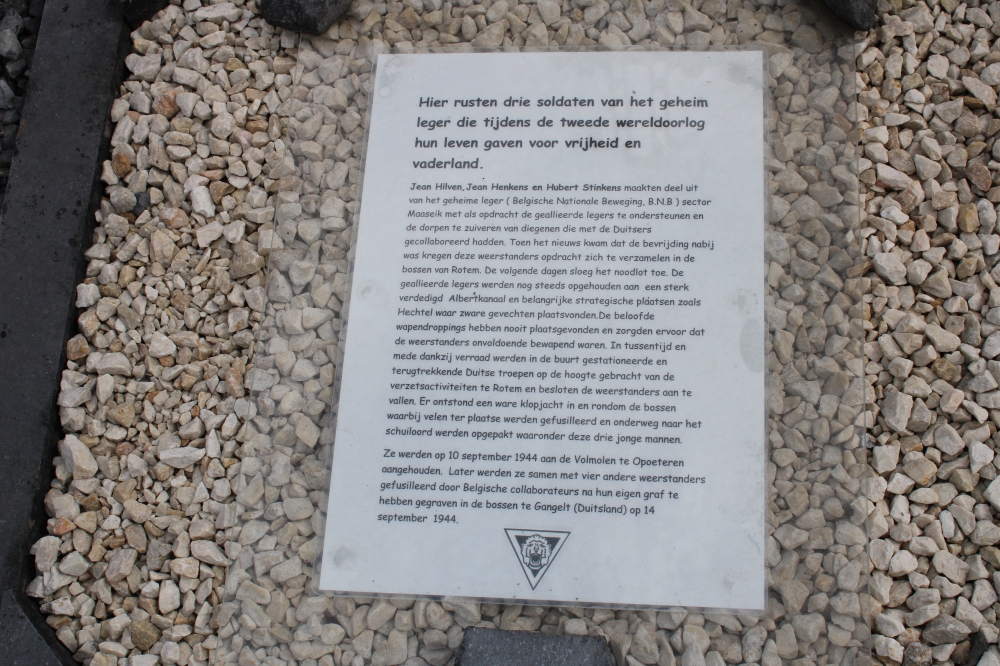 Hier rusten drie soldaten van het geheim
leger die tijdens de tweede wereldoorlog
hun leven gaven voor vrijheid en
vaderland.
Jean Hilven, Jean Henkens en Hubert Stinkens maakten deel uit
van het geheime leger ( Belgische Nationale Beweging, B.N.B ) sector
Maaseik met als opdracht de geallieerde legers te ondersteunen en
de dorpen te zuiveren van diegenen die met de Duitsers
gecollaboreerd hadden. Toen het nieuws kwam dat de bevrijding nabij
was kregen deze weerstanders opdracht zich te verzamelen in de
bossen van Rotem. De volgende dagen sloeg het noodlot toe. De
geallieerde legers werden nog steeds opgehouden aan een sterk
verdedigd Albertkanaal en belangrijke strategische plaatsen zoals
Hechtel waar zware gevechten plaatsvonden.De beloofde
wapendroppings hebben nooit plaatsgevonden en zorgden ervoor dat
de weerstanders onvoldoende bewapend waren. In tussentijd en
mede dankzij verraad werden in de buurt gestationeerde en
terugtrekkende Duitse troepen op de hoogte gebracht van de
verzetsactiviteiten te Rotem en besloten de weerstanders aan te
vallen. Er ontstond een ware klopjacht in en rondom de bossen
waarbij velen ter plaatse werden gefusilleerd en onderweg naar het
schuiloord werden opgepakt waaronder deze drie jonge mannen.
Ze werden op 10 september 1944 aan de Volmolen te Opoeteren
aangehouden. Later werden ze samen met vier andere weerstanders
gefusilleerd door Belgische collaborateurs na hun eigen graf te
hebben gegraven in de bossen te Gangelt (Duitsland) op 14
september 1944.